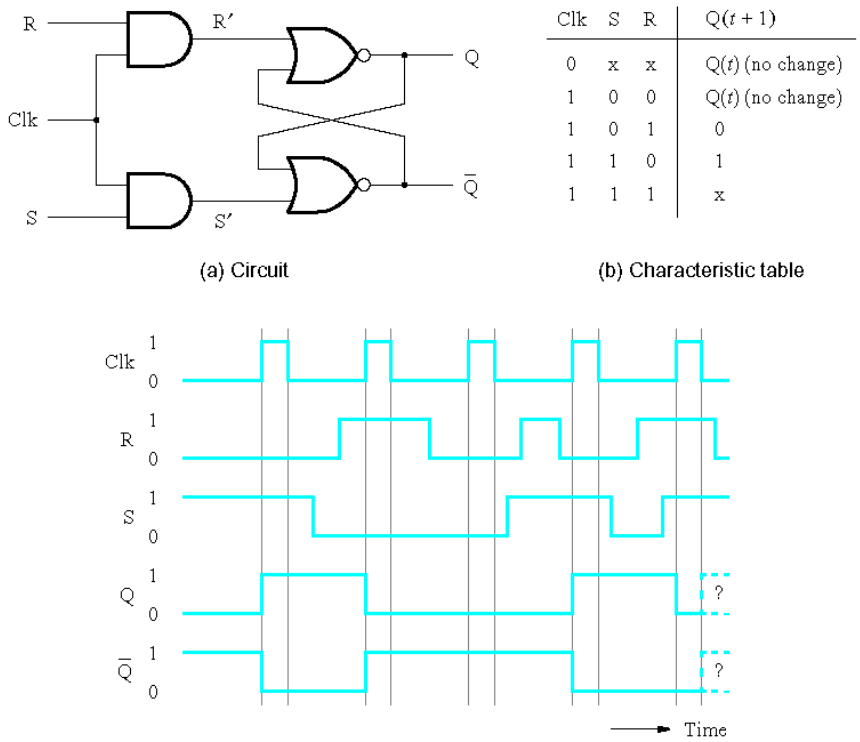 R
R′
Q
Clk
S
S′
Q̅
(a) Circuit
Clk S R Q(t + 1)
0 x x Q(t) (no change)
1 0 0 Q(t) (no change)
1 0 1 0
1 1 0 1
1 1 1 x
(b) Characteristic table
Clk 1 0
R 1 0
S 1 0
Q 1 0 ?
Q̅ 1 0 ?
Time